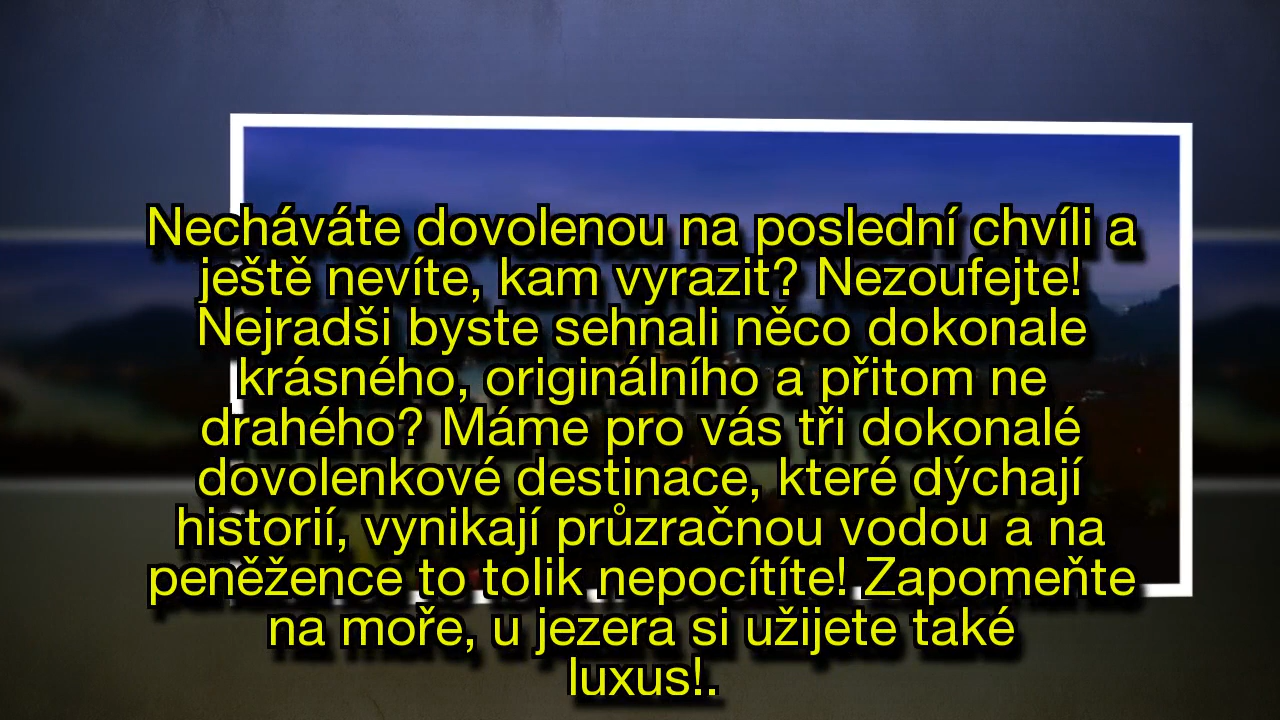 Necháváte dovolenou na poslední chvíli a
ještě nevíte, kam vyrazit? Nezoufejte!
Nejradši byste sehnali něco dokonale
krásného, originálního a přitom ne
drahého? Máme pro vás tři dokonalé
dovolenkové destinace, které dýchají
historií, vynikají průzračnou vodou a na
peněžence to tolik nepocítíte! Zapomeňte
na moře, u jezera si užijete také
luxus!.